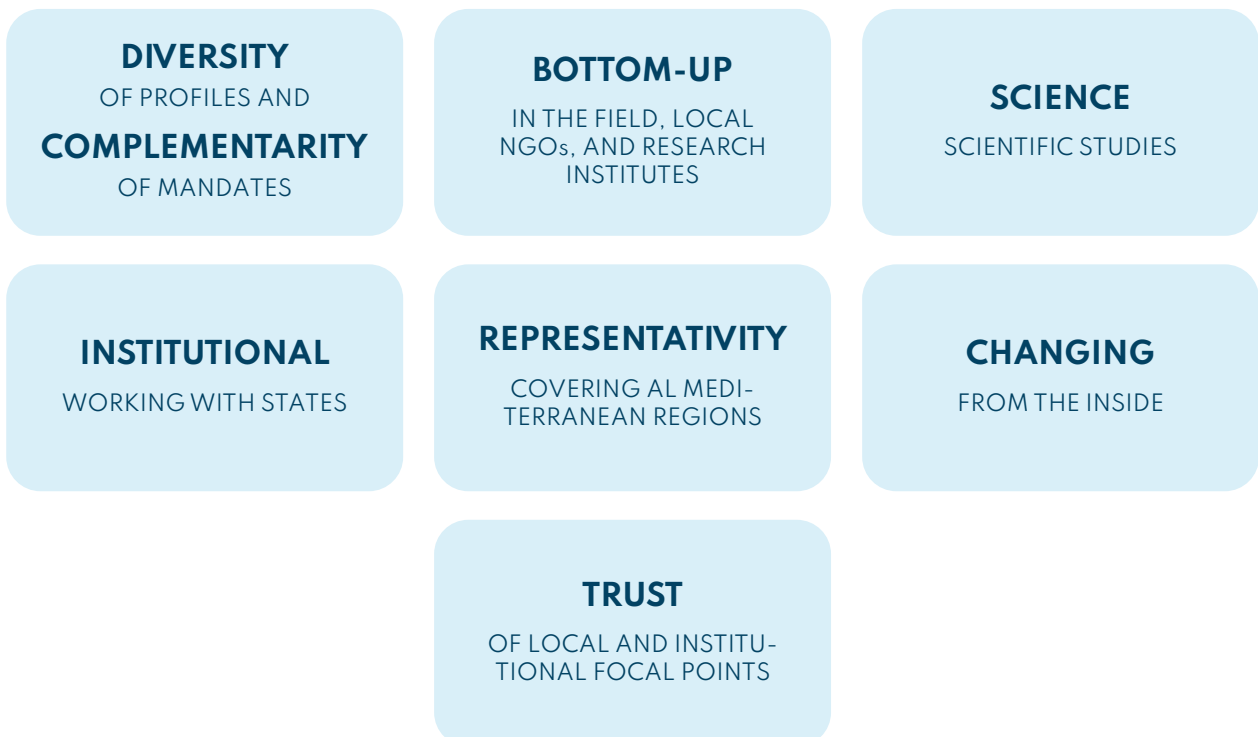 DIVERSITY
OF PROFILES AND
COMPLEMENTARITY
OF MANDATES
BOTTOM-UP
IN THE FIELD, LOCAL
NGOs, AND RESEARCH
INSTITUTES
SCIENCE
SCIENTIFIC STUDIES
INSTITUTIONAL
WORKING WITH STATES
REPRESENTATIVITY
COVERING AL MEDI-
TERRANEAN REGIONS
CHANGING
FROM THE INSIDE
TRUST
OF LOCAL AND INSTITU-
TIONAL FOCAL POINTS